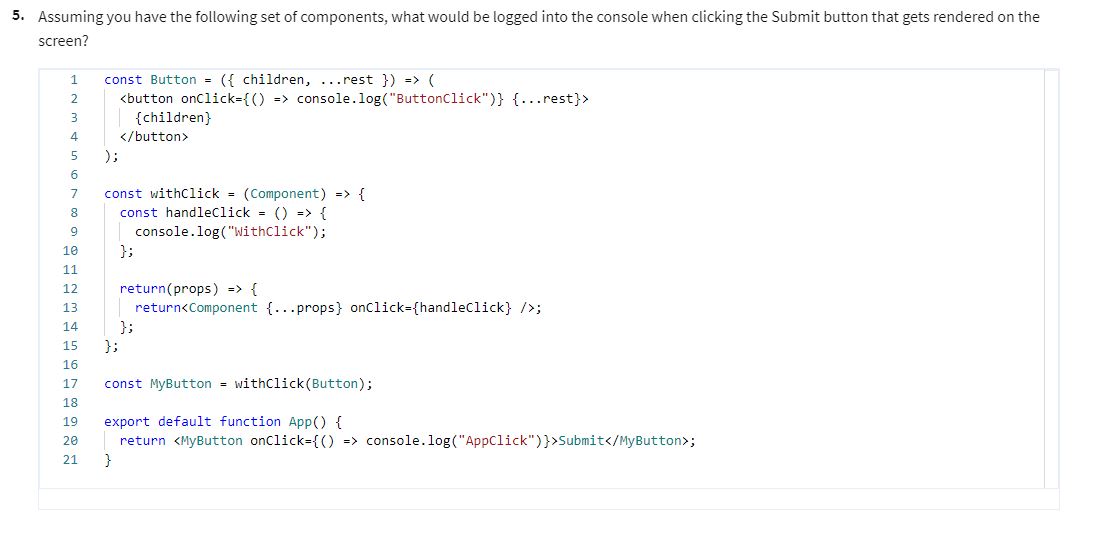 5. Assuming you have the following set of components, what would be logged into the console when clicking the Submit button that gets rendered on the
screen?
1 const Button = ({ children, ...rest }) => (
2 <button onClick={() => console.log("ButtonClick")} {...rest}>
3 {children}
4 </button>
5 );
6
7 const withClick = (Component) => {
8 const handleClick = () => {
9 console.log("WithClick");
10 };
11
12 return(props) => {
13 return<Component {...props} onClick={handleClick} />;
14 };
15 };
16
17 const MyButton = withClick(Button);
18
19 export default function App() {
20 return <MyButton onClick={() => console.log("AppClick")}>Submit</MyButton>;
21 }